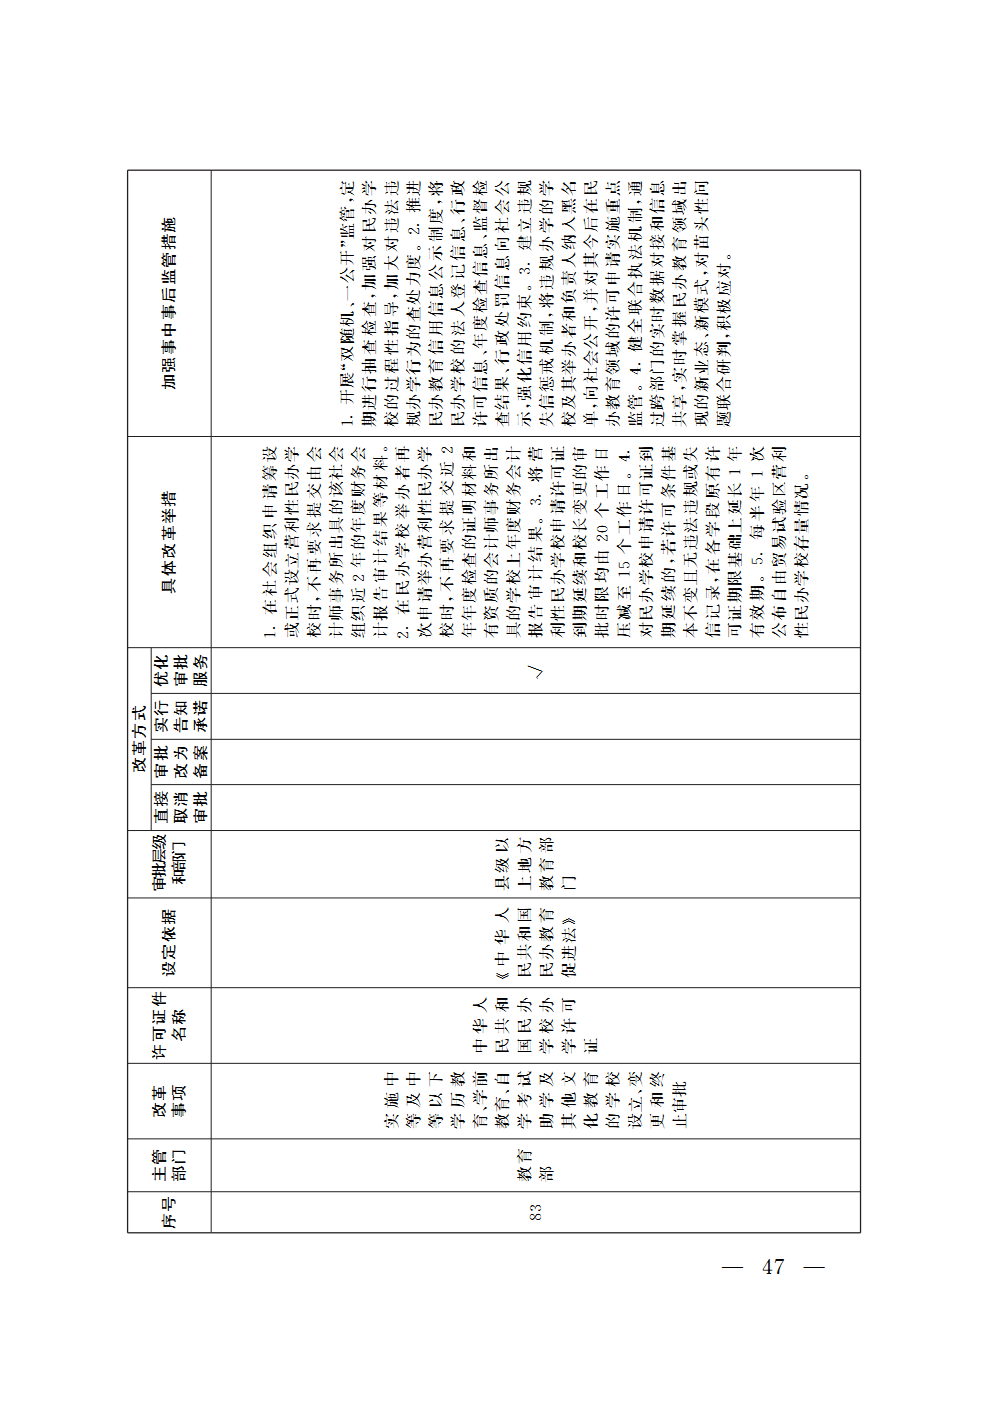 序号
主管
部门
改革
事项
许可证件
名称
设定依据
审批层级
和部门
改革方式
直接
取消
审批
审批
改为
备案
实行
告知
承诺
优化
审批
服务
具体改革举措
加强事中事后监管措施
83
教育
部
实施中
等及中
等以下
学历教
育、学前
教育、自
学考试
助学及
其他文
化教育
的学校
设立、变
更和终
止审批
中华人
民共和
国民办
学校办
学许可
证
《中华人
民共和国
民办教育
促进法》
县级以
上地方
教育部
门
√
1. 在社会组织申请筹设
或正式设立营利性民办学
校时,不再要求提交由会
计师事务所出具的该社会
组织近 2 年的年度财务会
计报告审计结果等材料。
2. 在民办学校举办者再
次申请举办营利性民办学
校时,不再要求提交近 2
年年度检查的证明材料和
有资质的会计师事务所出
具的学校上年度财务会计
报告审计结果。3. 将营
利性民办学校申请许可证
到期延续和校长变更的审
批时限均由 20 个工作日
压减至 15 个工作日。4.
对民办学校申请许可证到
期延续的,若许可条件基
本不变且无违法违规或失
信记录,在各学段原有许
可证期限基础上延长 1 年
有效期。5. 每半年 1 次
公布自由贸易试验区营利
性民办学校存量情况。
1. 开展“双随机、一公开”监管,定
期进行抽查检查,加强对民办学
校的过程性指导,加大对违法违
规办学行为的查处力度。2. 推进
民办教育信用信息公示制度,将
民办学校的法人登记信息、行政
许可信息、年度检查信息、监督检
查结果、行政处罚信息向社会公
示,强化信用约束。3. 建立违规
失信惩戒机制,将违规办学的学
校及其举办者和负责人纳入黑名
单,向社会公开,并对其今后在民
办教育领域的许可申请实施重点
监管。4. 健全联合执法机制,通
过跨部门的实时数据对接和信息
共享,实时掌握民办教育领域出
现的新业态、新模式,对苗头性问
题联合研判,积极应对。
— 47 —